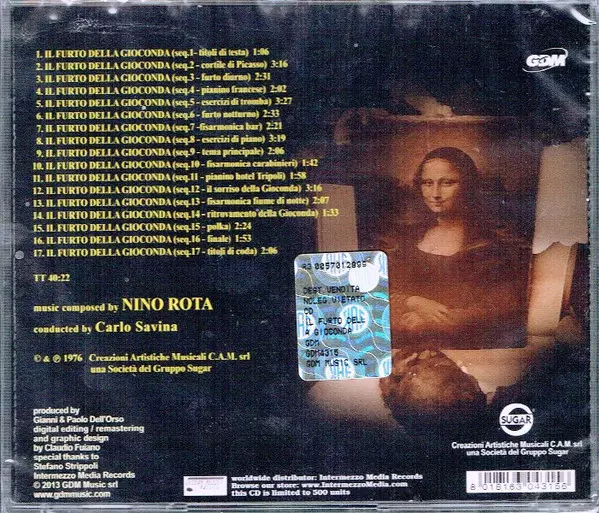 1. IL FURTO DELLA GIOCONDA (seq.1 - titoli di testa) 1:06
2. IL FURTO DELLA GIOCONDA (seq.2 - cortile di Picasso) 3:16
3. IL FURTO DELLA GIOCONDA (seq.3 - furto diurno) 2:31
4. IL FURTO DELLA GIOCONDA (seq.4 - pianino francese) 2:02
5. IL FURTO DELLA GIOCONDA (seq.5 - esercizi di tromba) 3:27
6. IL FURTO DELLA GIOCONDA (seq.6 - furto notturno) 2:33
7. IL FURTO DELLA GIOCONDA (seq.7 -fisarmonica bar) 2:21
8. IL FURTO DELLA GIOCONDA (seq.8 - esercizi di piano) 3:19
9. IL FURTO DELLA GIOCONDA (seq.9 - tema principale) 2:06
10. IL FURTO DELLA GIOCONDA (seq.10 - fisarmonica carabinieri) 1:42
11. IL FURTO DELLA GIOCONDA (seq.11 - pianino hotel Tripoli) 1:58
12. IL FURTO DELLA GIOCONDA (seq.12 - il sorriso della Gioconda) 3:16
13. IL FURTO DELLA GIOCONDA (seq.13 - fisarmonica fiume di notte) 2:07
14. IL FURTO DELLA GIOCONDA (seq.14 - ritrovamento della Gioconda) 1:33
15. IL FURTO DELLA GIOCONDA (seq.15 - polka) 2:24
16. IL FURTO DELLA GIOCONDA (seq.16 - finale) 1:53
17. IL FURTO DELLA GIOCONDA (seq.17 - titoli di coda) 2:06
TT 40:22
music composed by NINO ROTA
conducted by Carlo Savina
© & ℗ 1976 Creazioni Artistiche Musicali C.A.M. srl
una Società del Gruppo Sugar
GDM
A3 0057012895
DEST VENDITA
NOLEG VIETATO
CD
IL FURTO DELL
A GIOCONDA
GDM
GDM4315
GDM MUSIC SRL
produced by
Gianni & Paolo Dell'Orso
digital editing / remastering
and graphic design
by Claudio Fuiano
special thanks to
Stefano Strippoli
Intermezzo Media Records
© 2013 GDM Music srl
www.gdmmusic.com
worldwide distributor: Intermezzo Media Records
Browse our store: www.IntermezzoMedia.com
this CD is limited to 500 units
SUGAR
Creazioni Artistiche Musicali C.A.M. srl
una Società del Gruppo Sugar
8 018163 043156